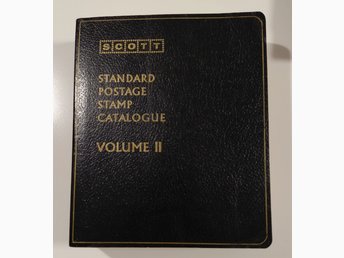 SCOTT
STANDARD
POSTAGE
STAMP
CATALOGUE
VOLUME II